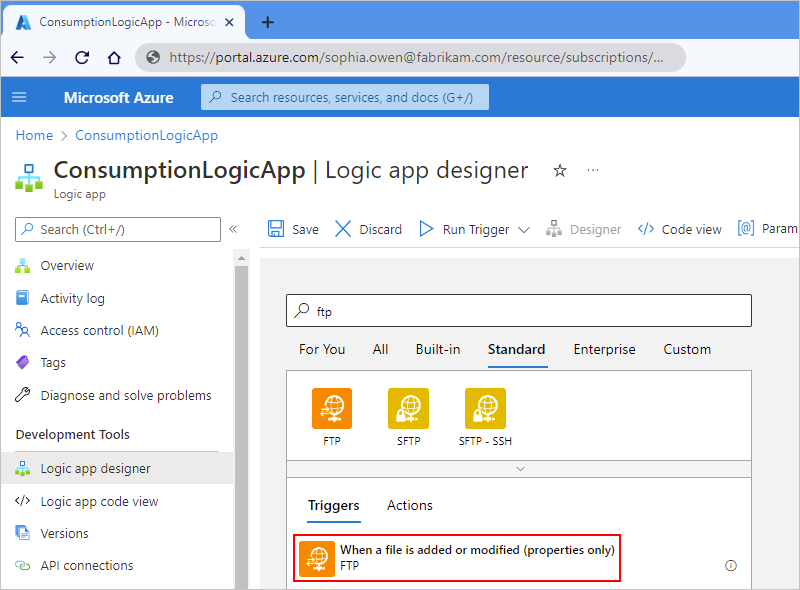 ConsumptionLogicApp - Microso
https://portal.azure.com/sophia.owen@fabrikam.com/resource/subscriptions/...
Microsoft Azure
Search resources, services, and docs (G+/)
Home > ConsumptionLogicApp
ConsumptionLogicApp | Logic app designer
Logic app
Search (Ctrl+/)
Save Discard Run Trigger Designer Code view Param
Overview
Activity log
Access control (IAM)
Tags
Diagnose and solve problems
Development Tools
Logic app designer
Logic app code view
Versions
API connections
ftp
For You All Built-in Standard Enterprise Custom
FTP SFTP SFTP - SSH
Triggers Actions
When a file is added or modified (properties only)
FTP